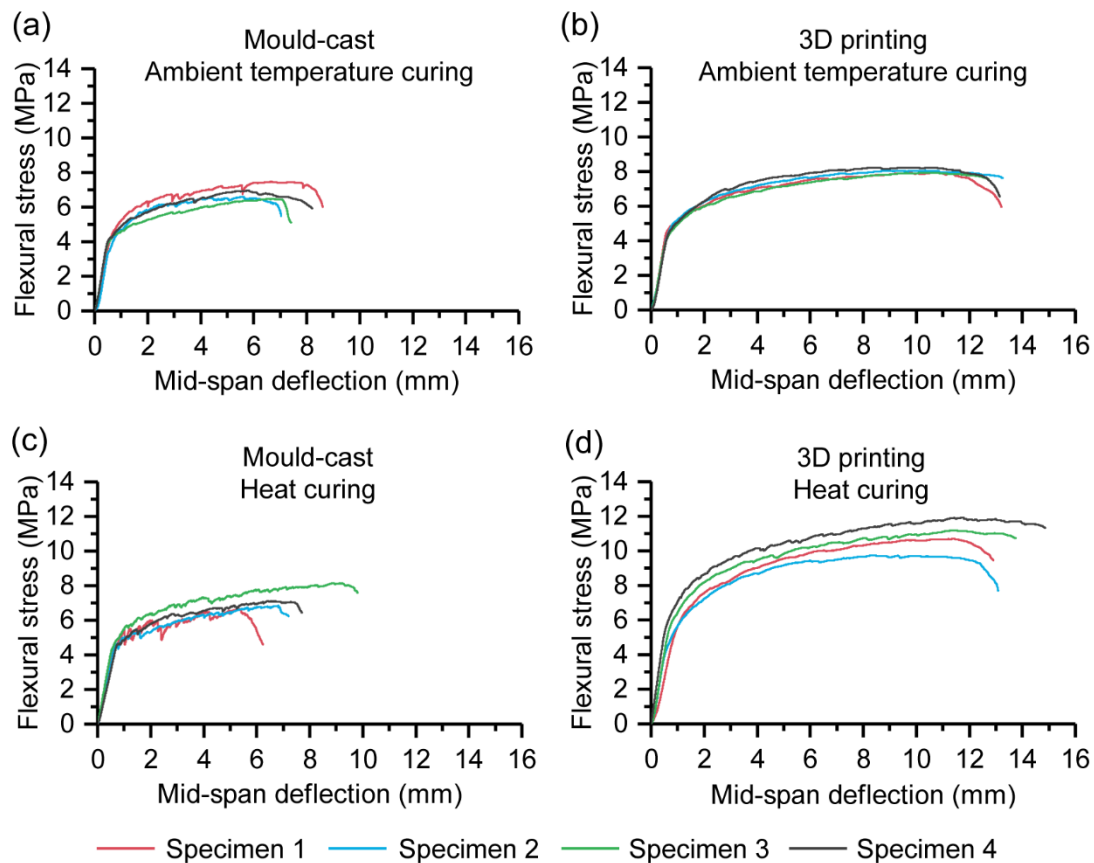 (a)
Mould-cast
Ambient temperature curing
Flexural stress (MPa)
14
12
10
8
6
4
2
0
0 2 4 6 8 10 12 14 16
Mid-span deflection (mm)
(b)
3D printing
Ambient temperature curing
Flexural stress (MPa)
14
12
10
8
6
4
2
0
0 2 4 6 8 10 12 14 16
Mid-span deflection (mm)
(c)
Mould-cast
Heat curing
Flexural stress (MPa)
14
12
10
8
6
4
2
0
0 2 4 6 8 10 12 14 16
Mid-span deflection (mm)
(d)
3D printing
Heat curing
Flexural stress (MPa)
14
12
10
8
6
4
2
0
0 2 4 6 8 10 12 14 16
Mid-span deflection (mm)
Specimen 1 Specimen 2 Specimen 3 Specimen 4